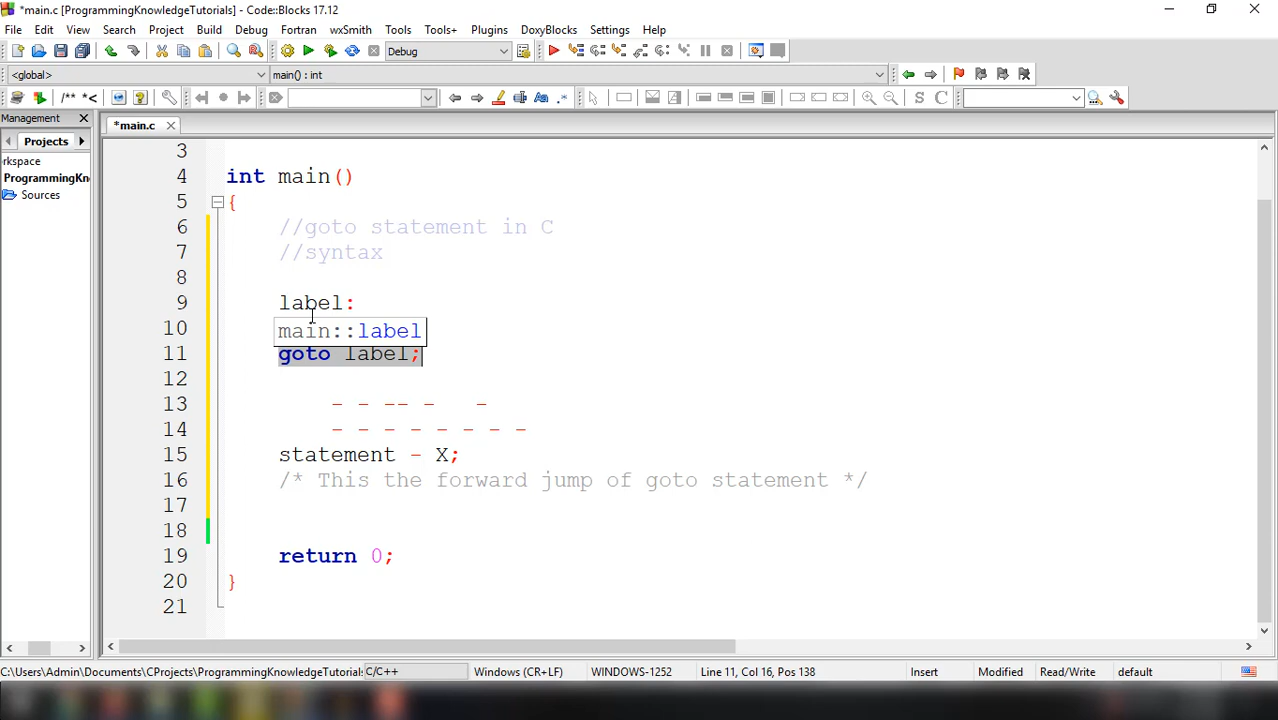 *main.c [ProgrammingKnowledgeTutorials] - Code::Blocks 17.12
File Edit View Search Project Build Debug Fortran wxSmith Tools Tools+ Plugins DoxyBlocks Settings Help
Debug
<global> main() : int
/** *<
S C
Management
*main.c
Projects
rkspace
ProgrammingKn
Sources
3
4 int main()
5 {
6 //goto statement in C
7 //syntax
8
9 label:
10 main::label
11 goto label;
12
13 - - -- - -
14 - - - - - - - -
15 statement - X;
16 /* This the forward jump of goto statement */
17
18
19 return 0;
20 }
21
C:\Users\Admin\Documents\CProjects\ProgrammingKnowledgeTutorials C/C++ Windows (CR+LF) WINDOWS-1252 Line 11, Col 16, Pos 138 Insert Modified Read/Write default